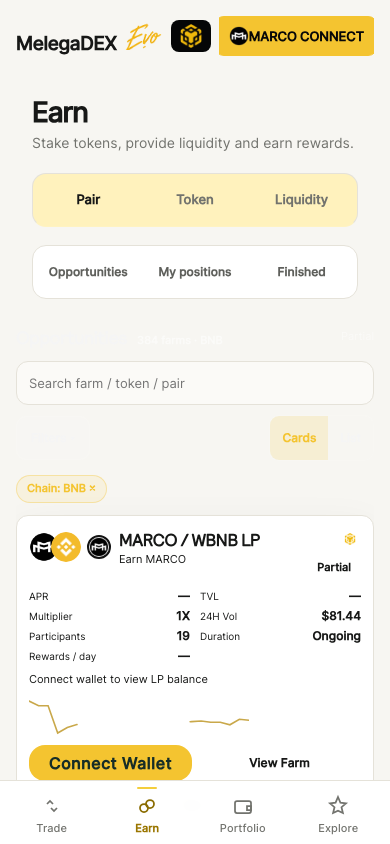 MelegaDEX Evo MARCO CONNECT
Earn
Stake tokens, provide liquidity and earn rewards.
Pair Token Liquidity
Opportunities My positions Finished
Search farm / token / pair
Cards
Chain: BNB ×
MARCO / WBNB LP
Earn MARCO
Partial
APR — TVL —
Multiplier 1X 24H Vol $81.44
Participants 19 Duration Ongoing
Rewards / day —
Connect wallet to view LP balance
Connect Wallet View Farm
Trade Earn Portfolio Explore